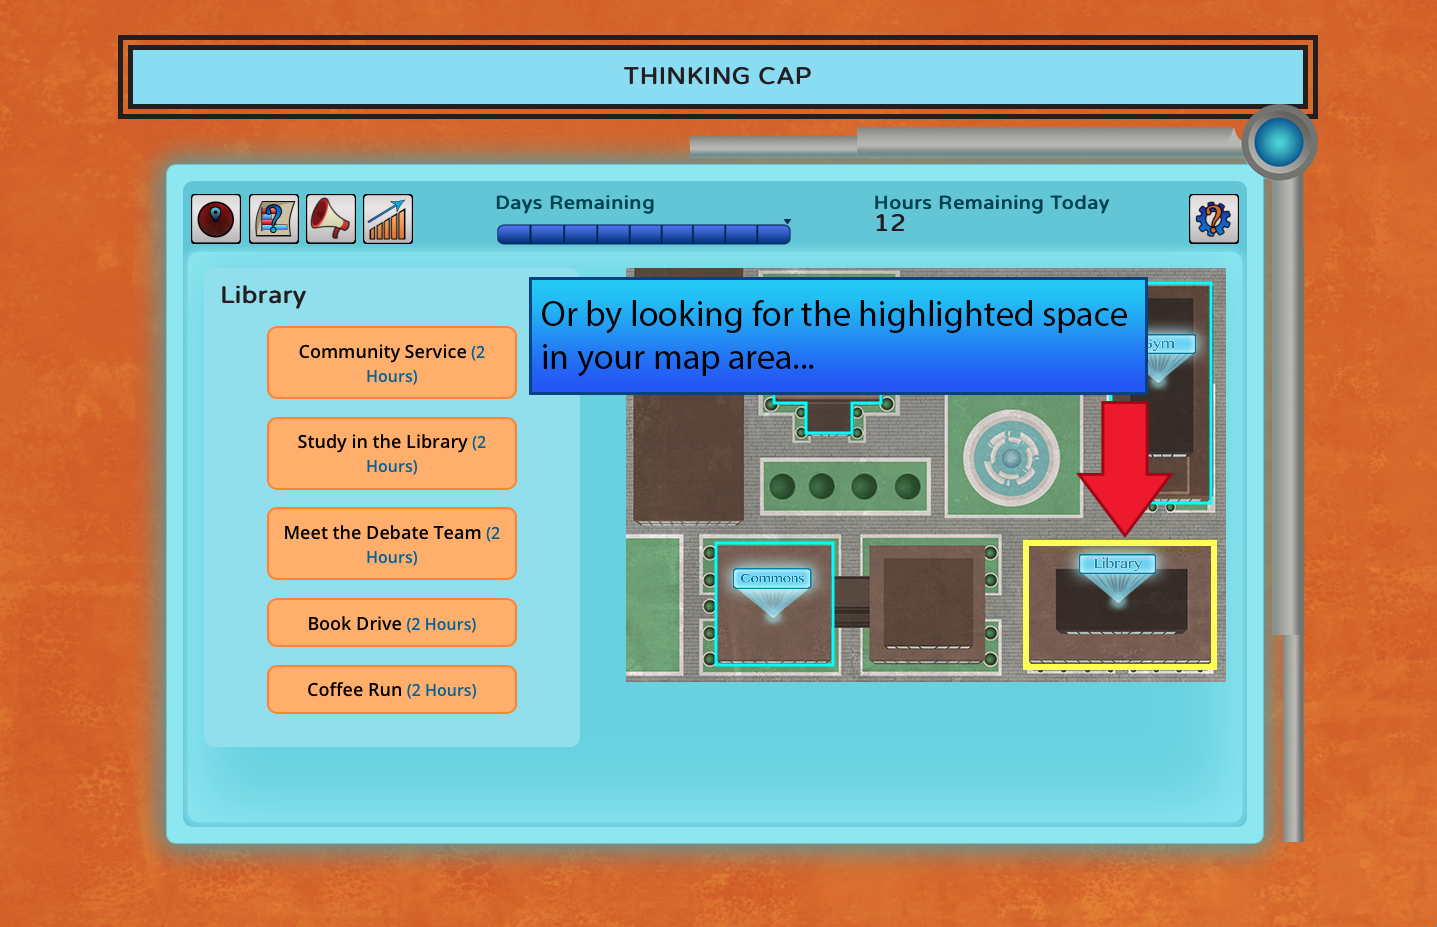 THINKING CAP
Days Remaining
Hours Remaining Today
12
Library
Community Service (2
Hours)
Study in the Library (2
Hours)
Meet the Debate Team (2
Hours)
Book Drive (2 Hours)
Coffee Run (2 Hours)
Or by looking for the highlighted space
in your map area...
Gym
Commons
Library